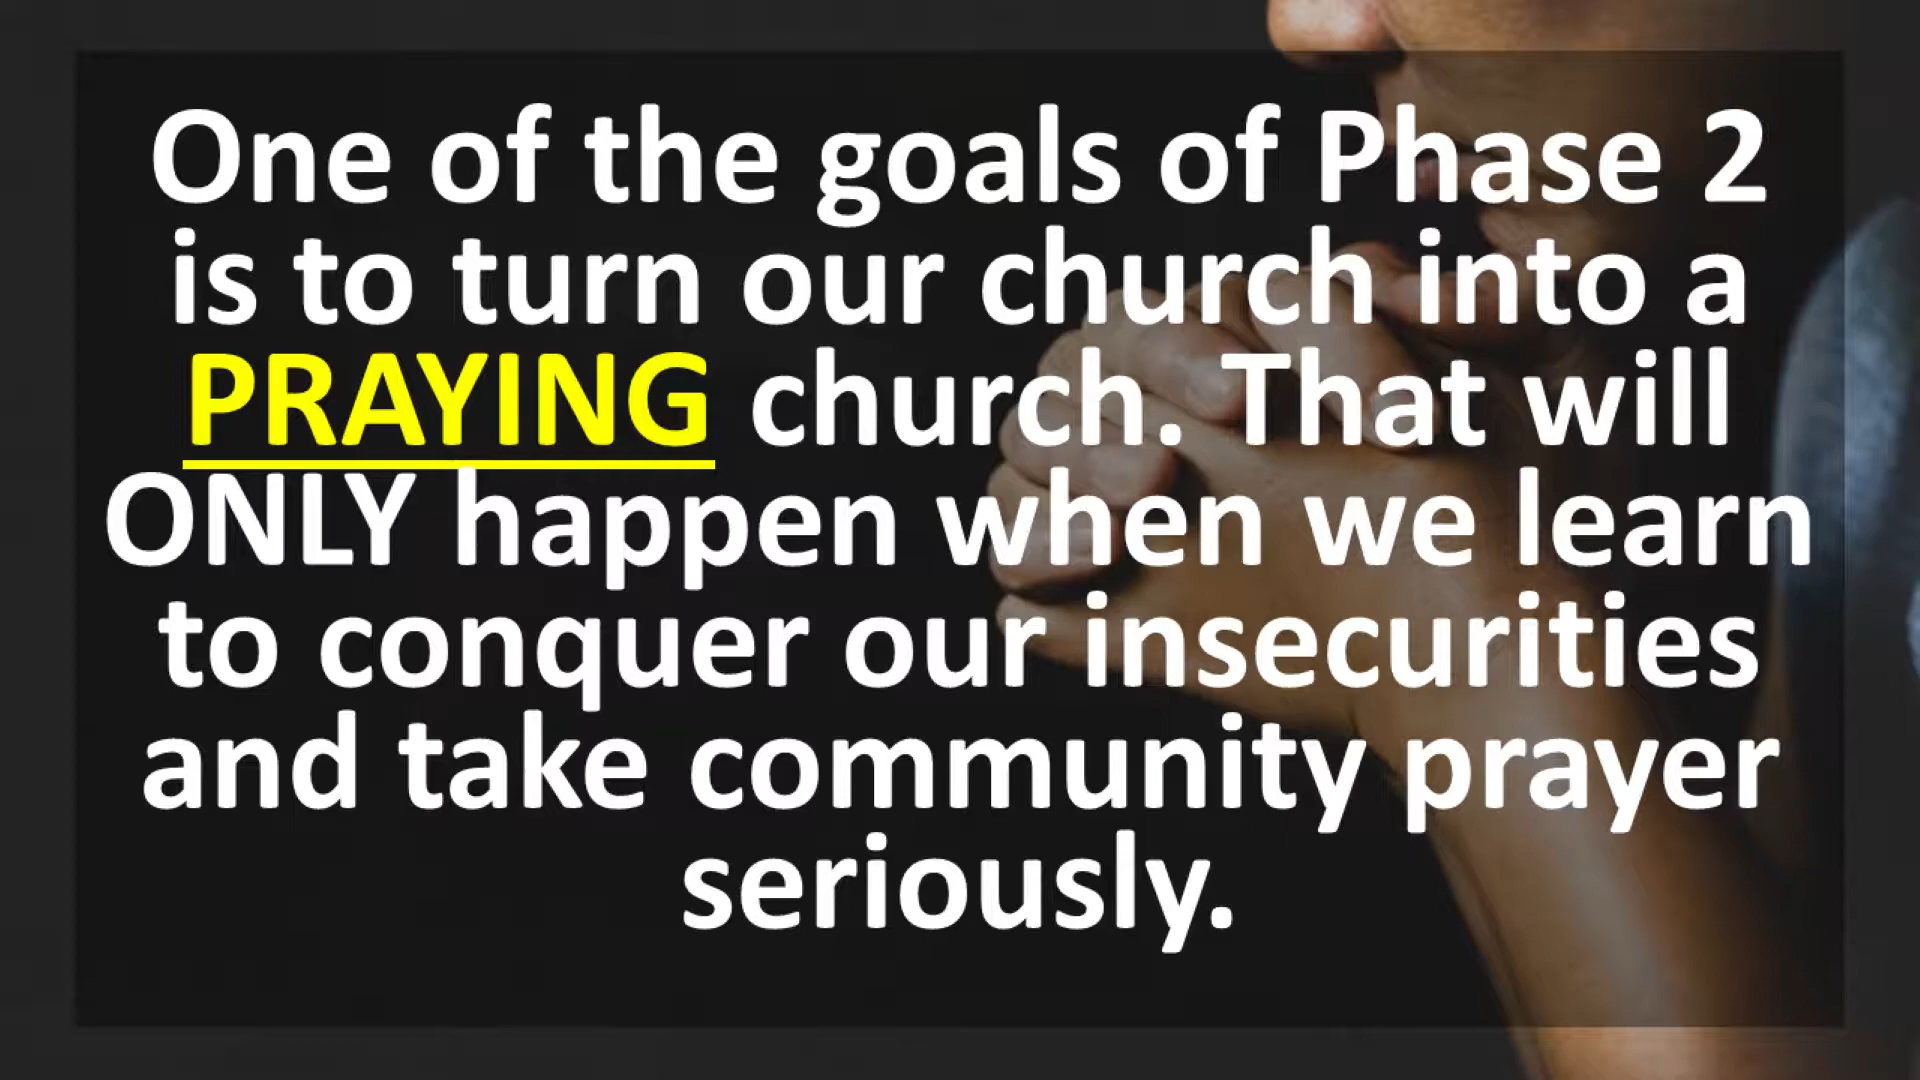 One of the goals of Phase 2
is to turn our church into a
PRAYING church. That will
ONLY happen when we learn
to conquer our insecurities
and take community prayer
seriously.